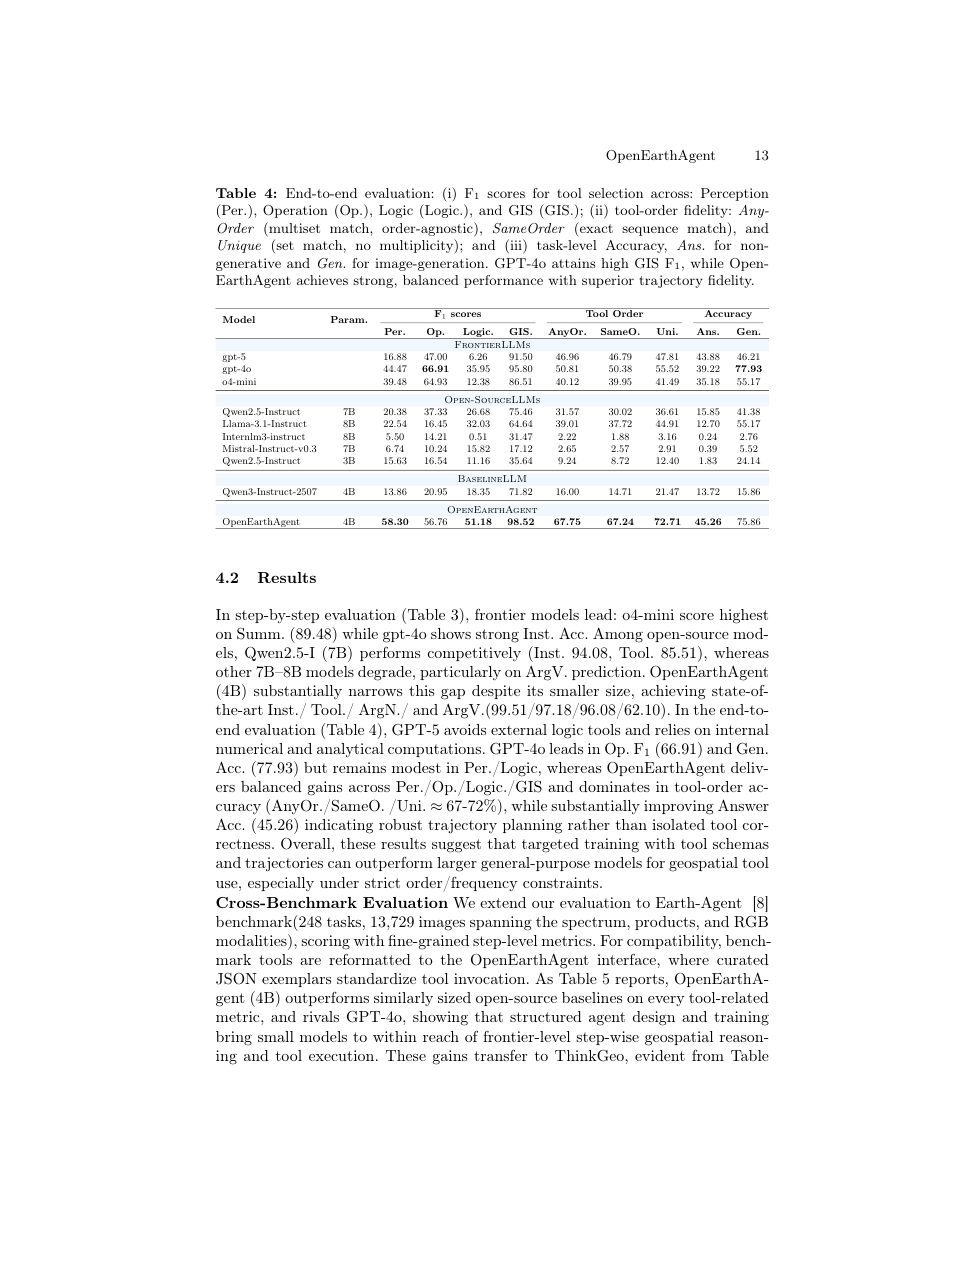 OpenEarthAgent 13
Table 4: End-to-end evaluation: (i) F1 scores for tool selection across: Perception
(Per.), Operation (Op.), Logic (Logic.), and GIS (GIS.); (ii) tool-order fidelity: Any-
Order (multiset match, order-agnostic), SameOrder (exact sequence match), and
Unique (set match, no multiplicity); and (iii) task-level Accuracy, Ans. for non-
generative and Gen. for image-generation. GPT-4o attains high GIS F1, while Open-
EarthAgent achieves strong, balanced performance with superior trajectory fidelity.
Model Param. F1 scores Tool Order Accuracy
Per. Op. Logic. GIS. AnyOr. SameO. Uni. Ans. Gen.
FrontierLLMs
gpt-5 16.88 47.00 6.26 91.50 46.96 46.79 47.81 43.88 46.21
gpt-4o 44.47 66.91 35.95 95.80 50.81 50.38 55.52 39.22 77.93
o4-mini 39.48 64.93 12.38 86.51 40.12 39.95 41.49 35.18 55.17
Open-SourceLLMs
Qwen2.5-Instruct 7B 20.38 37.33 26.68 75.46 31.57 30.02 36.61 15.85 41.38
Llama-3.1-Instruct 8B 22.54 16.45 32.03 64.64 39.01 37.72 44.91 12.70 55.17
Internlm3-instruct 8B 5.50 14.21 0.51 31.47 2.22 1.88 3.16 0.24 2.76
Mistral-Instruct-v0.3 7B 6.74 10.24 15.82 17.12 2.65 2.57 2.91 0.39 5.52
Qwen2.5-Instruct 3B 15.63 16.54 11.16 35.64 9.24 8.72 12.40 1.83 24.14
BaselineLLM
Qwen3-Instruct-2507 4B 13.86 20.95 18.35 71.82 16.00 14.71 21.47 13.72 15.86
OpenEarthAgent
OpenEarthAgent 4B 58.30 56.76 51.18 98.52 67.75 67.24 72.71 45.26 75.86
4.2 Results
In step-by-step evaluation (Table 3), frontier models lead: o4-mini score highest
on Summ. (89.48) while gpt-4o shows strong Inst. Acc. Among open-source mod-
els, Qwen2.5-I (7B) performs competitively (Inst. 94.08, Tool. 85.51), whereas
other 7B–8B models degrade, particularly on ArgV. prediction. OpenEarthAgent
(4B) substantially narrows this gap despite its smaller size, achieving state-of-
the-art Inst./ Tool./ ArgN./ and ArgV.(99.51/97.18/96.08/62.10). In the end-to-
end evaluation (Table 4), GPT-5 avoids external logic tools and relies on internal
numerical and analytical computations. GPT-4o leads in Op. F1 (66.91) and Gen.
Acc. (77.93) but remains modest in Per./Logic, whereas OpenEarthAgent deliv-
ers balanced gains across Per./Op./Logic./GIS and dominates in tool-order ac-
curacy (AnyOr./SameO. /Uni. ≈ 67-72%), while substantially improving Answer
Acc. (45.26) indicating robust trajectory planning rather than isolated tool cor-
rectness. Overall, these results suggest that targeted training with tool schemas
and trajectories can outperform larger general-purpose models for geospatial tool
use, especially under strict order/frequency constraints.
Cross-Benchmark Evaluation We extend our evaluation to Earth-Agent [8]
benchmark(248 tasks, 13,729 images spanning the spectrum, products, and RGB
modalities), scoring with fine-grained step-level metrics. For compatibility, bench-
mark tools are reformatted to the OpenEarthAgent interface, where curated
JSON exemplars standardize tool invocation. As Table 5 reports, OpenEarthA-
gent (4B) outperforms similarly sized open-source baselines on every tool-related
metric, and rivals GPT-4o, showing that structured agent design and training
bring small models to within reach of frontier-level step-wise geospatial reason-
ing and tool execution. These gains transfer to ThinkGeo, evident from Table